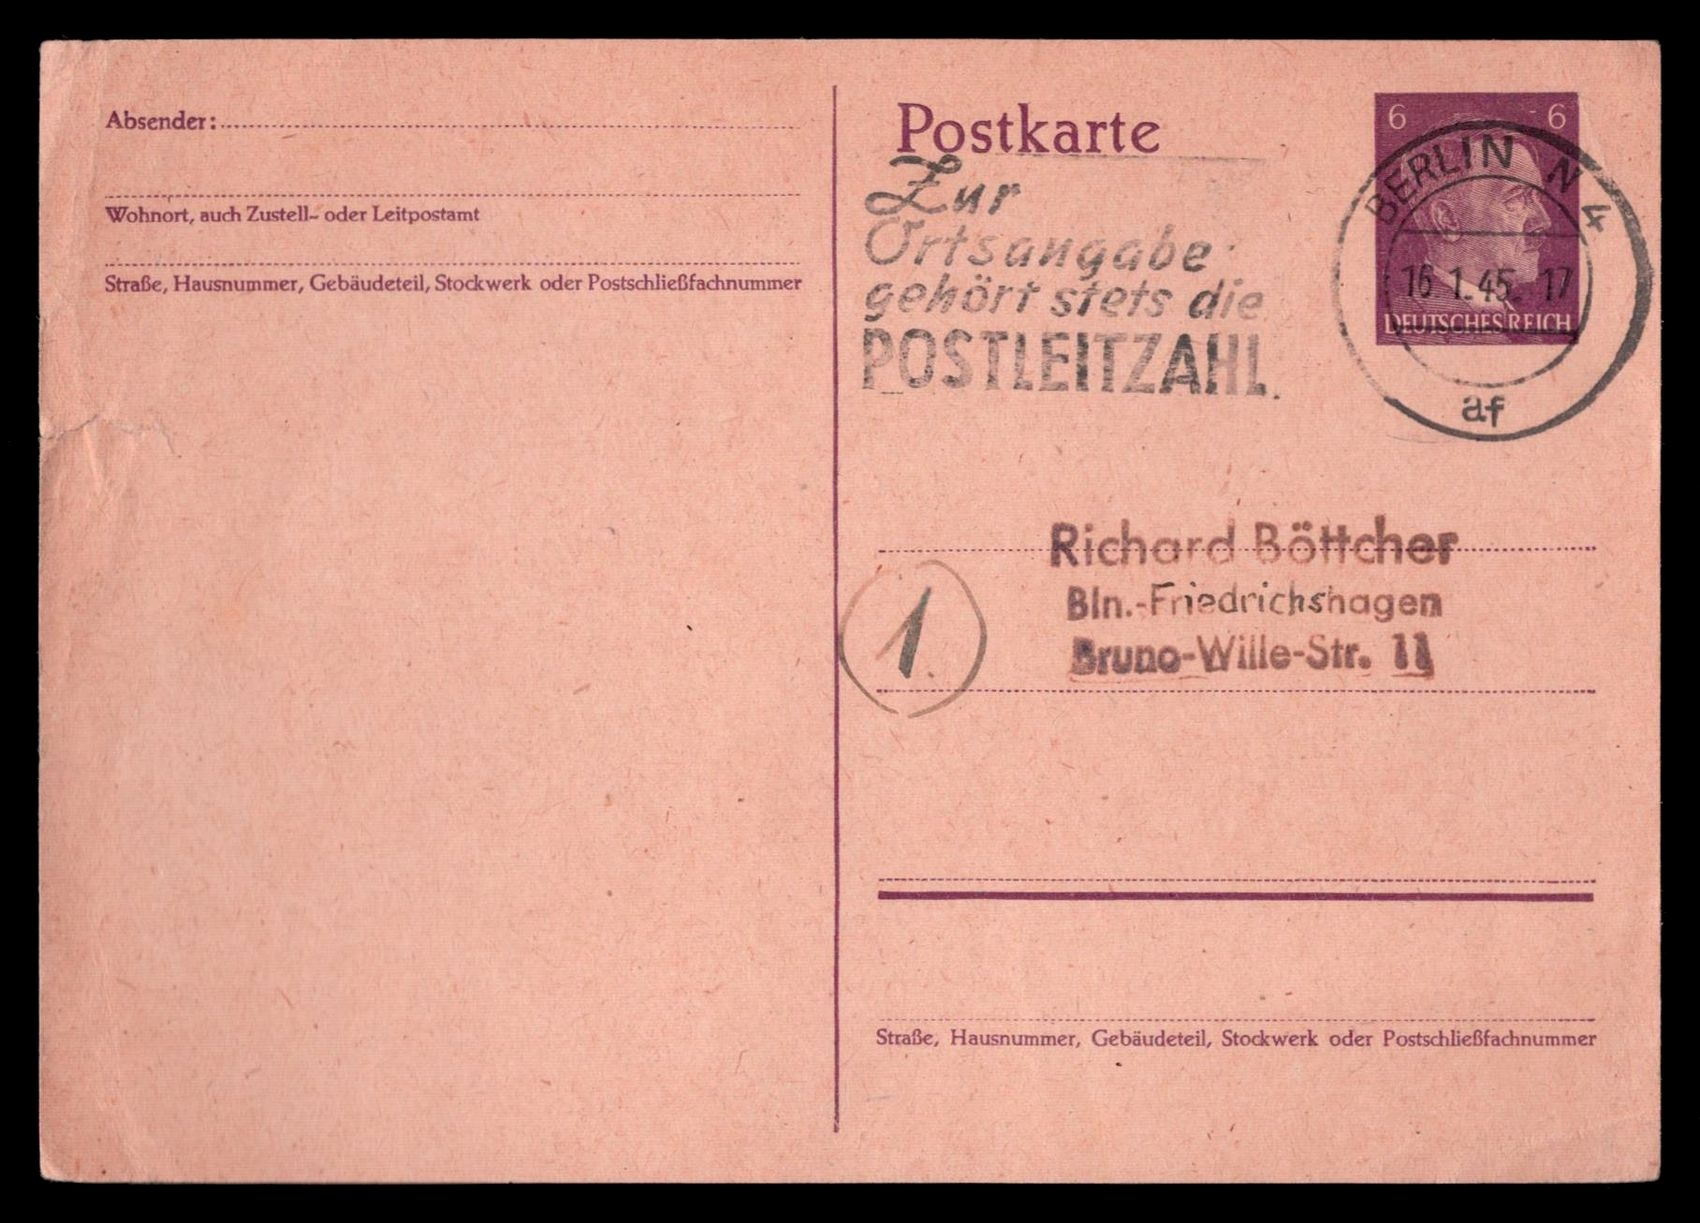 Absender:
Wohnort, auch Zustell- oder Leitpostamt
Straße, Hausnummer, Gebäudeteil, Stockwerk oder Postschließfachnummer
Postkarte
Zur
Ortsangabe
gehört stets die
POSTLEITZAHL
6 6
DEUTSCHES REICH
BERLIN N 4
16.1.45. 17
af
1.
Richard Böttcher
Bln.-Friedrichshagen
Bruno-Wille-Str. 11
Straße, Hausnummer, Gebäudeteil, Stockwerk oder Postschließfachnummer